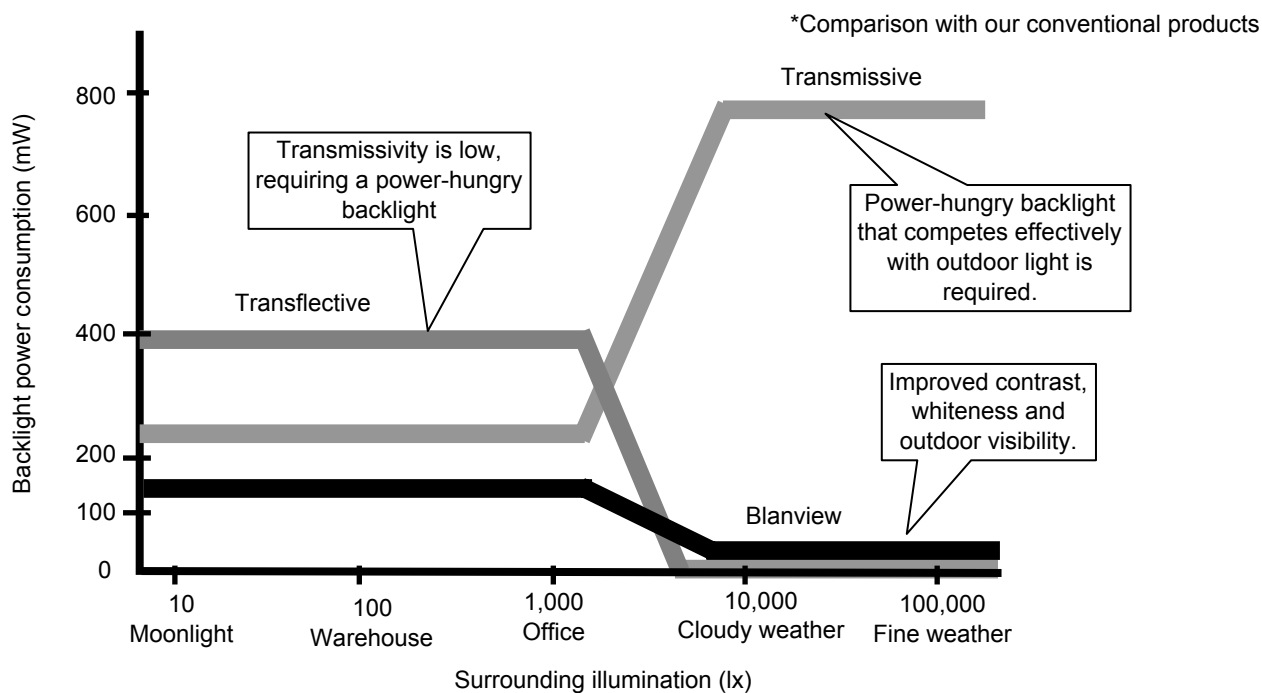 *Comparison with our conventional products
Backlight power consumption (mW)
800
600
400
200
100
0
Transmissive
Transmissivity is low,
requiring a power-hungry
backlight
Power-hungry backlight
that competes effectively
with outdoor light is
required.
Transflective
Improved contrast,
whiteness and
outdoor visibility.
Blanview
10
100
1,000
10,000
100,000
Moonlight
Warehouse
Office
Cloudy weather
Fine weather
Surrounding illumination (lx)